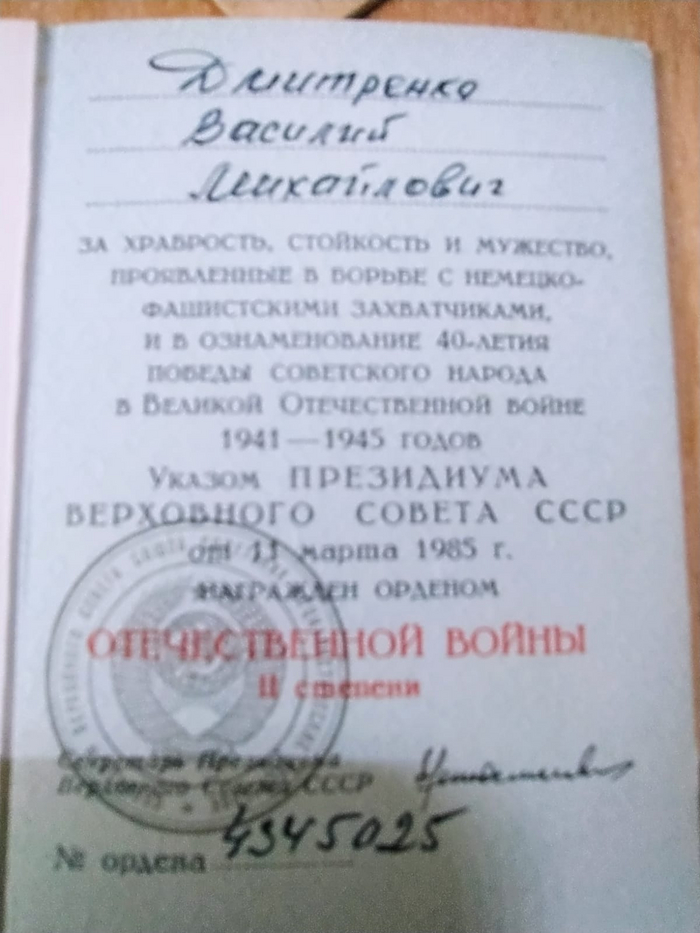 Дмитренко
Василий
Михайлович
ЗА ХРАБРОСТЬ, СТОЙКОСТЬ И МУЖЕСТВО,
ПРОЯВЛЕННЫЕ В БОРЬБЕ С НЕМЕЦКО-
ФАШИСТСКИМИ ЗАХВАТЧИКАМИ,
И В ОЗНАМЕНОВАНИЕ 40-ЛЕТИЯ
ПОБЕДЫ СОВЕТСКОГО НАРОДА
В ВЕЛИКОЙ ОТЕЧЕСТВЕННОЙ ВОЙНЕ
1941—1945 ГОДОВ
УКАЗОМ ПРЕЗИДИУМА
ВЕРХОВНОГО СОВЕТА СССР
от 11 марта 1985 г.
НАГРАЖДЕН ОРДЕНОМ
ОТЕЧЕСТВЕННОЙ ВОЙНЫ
II степени
Секретарь Президиума
Верховного Совета СССР
№ ордена 4345025